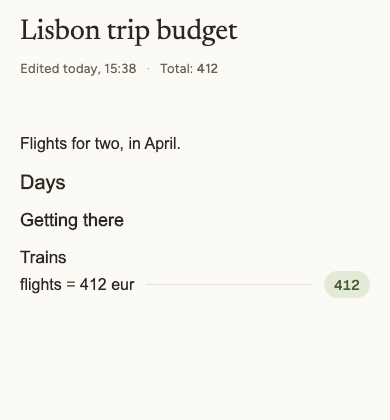 Lisbon trip budget
Edited today, 15:38 · Total: 412
Flights for two, in April.
Days
Getting there
Trains
flights = 412 eur 412